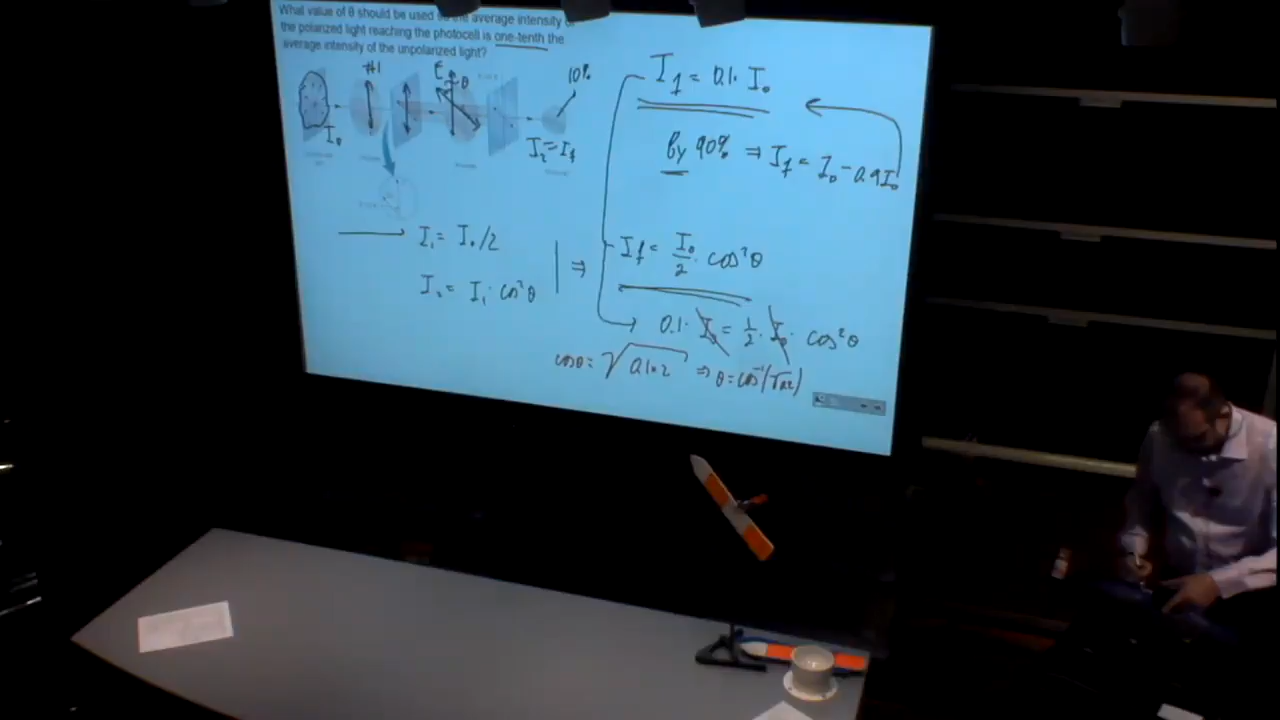 What value of θ should be used so the average intensity of
the polarized light reaching the photocell is one-tenth the
average intensity of the unpolarized light?
#1
E
θ
10%
I₀
I₂=I_f
I_f = 0.1· I₀
By 90% ⇒ I_f = I₀ - 0.9I₀
I₁ = I₀/2
I₂ = I₁· cos²θ
⇒ I_f = I₀/2 · cos²θ
0.1· I₀ = 1/2 · I₀ · cos²θ
cosθ = √0.1·2 ⇒ θ = cos⁻¹(√0.2)